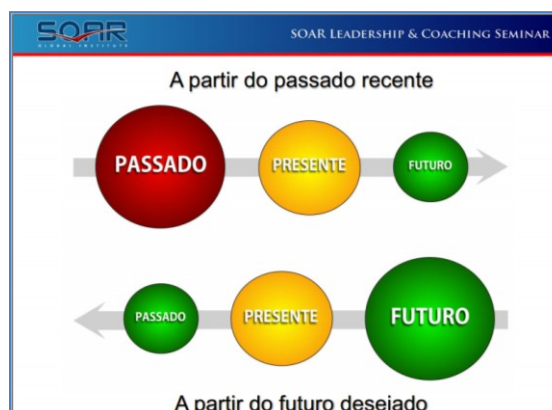 SOAR
GLOBAL INSTITUTE
SOAR LEADERSHIP & COACHING SEMINAR
A partir do passado recente
PASSADO
PRESENTE
FUTURO
PASSADO
PRESENTE
FUTURO
A partir do futuro desejado